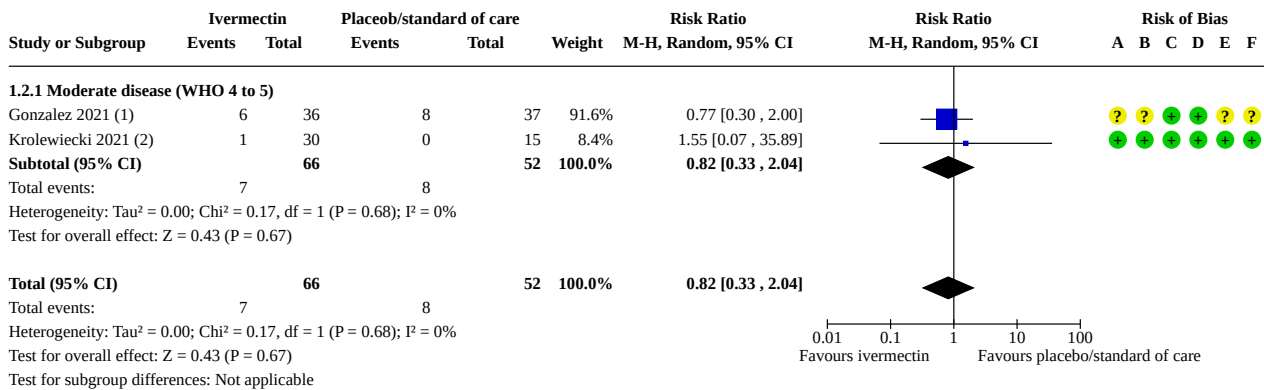 Ivermectin Placeob/standard of care Risk Ratio Risk Ratio Risk of Bias
Study or Subgroup Events Total Events Total Weight M-H, Random, 95% CI M-H, Random, 95% CI A B C D E F
1.2.1 Moderate disease (WHO 4 to 5)
Gonzalez 2021 (1) 6 36 8 37 91.6% 0.77 [0.30 , 2.00] ? ? + + ? ?
Krolewiecki 2021 (2) 1 30 0 15 8.4% 1.55 [0.07 , 35.89] + + + + + +
Subtotal (95% CI) 66 52 100.0% 0.82 [0.33 , 2.04]
Total events: 7 8
Heterogeneity: Tau² = 0.00; Chi² = 0.17, df = 1 (P = 0.68); I² = 0%
Test for overall effect: Z = 0.43 (P = 0.67)
Total (95% CI) 66 52 100.0% 0.82 [0.33 , 2.04]
Total events: 7 8
Heterogeneity: Tau² = 0.00; Chi² = 0.17, df = 1 (P = 0.68); I² = 0%
0.01 0.1 1 10 100
Test for overall effect: Z = 0.43 (P = 0.67) Favours ivermectin Favours placebo/standard of care
Test for subgroup differences: Not applicable